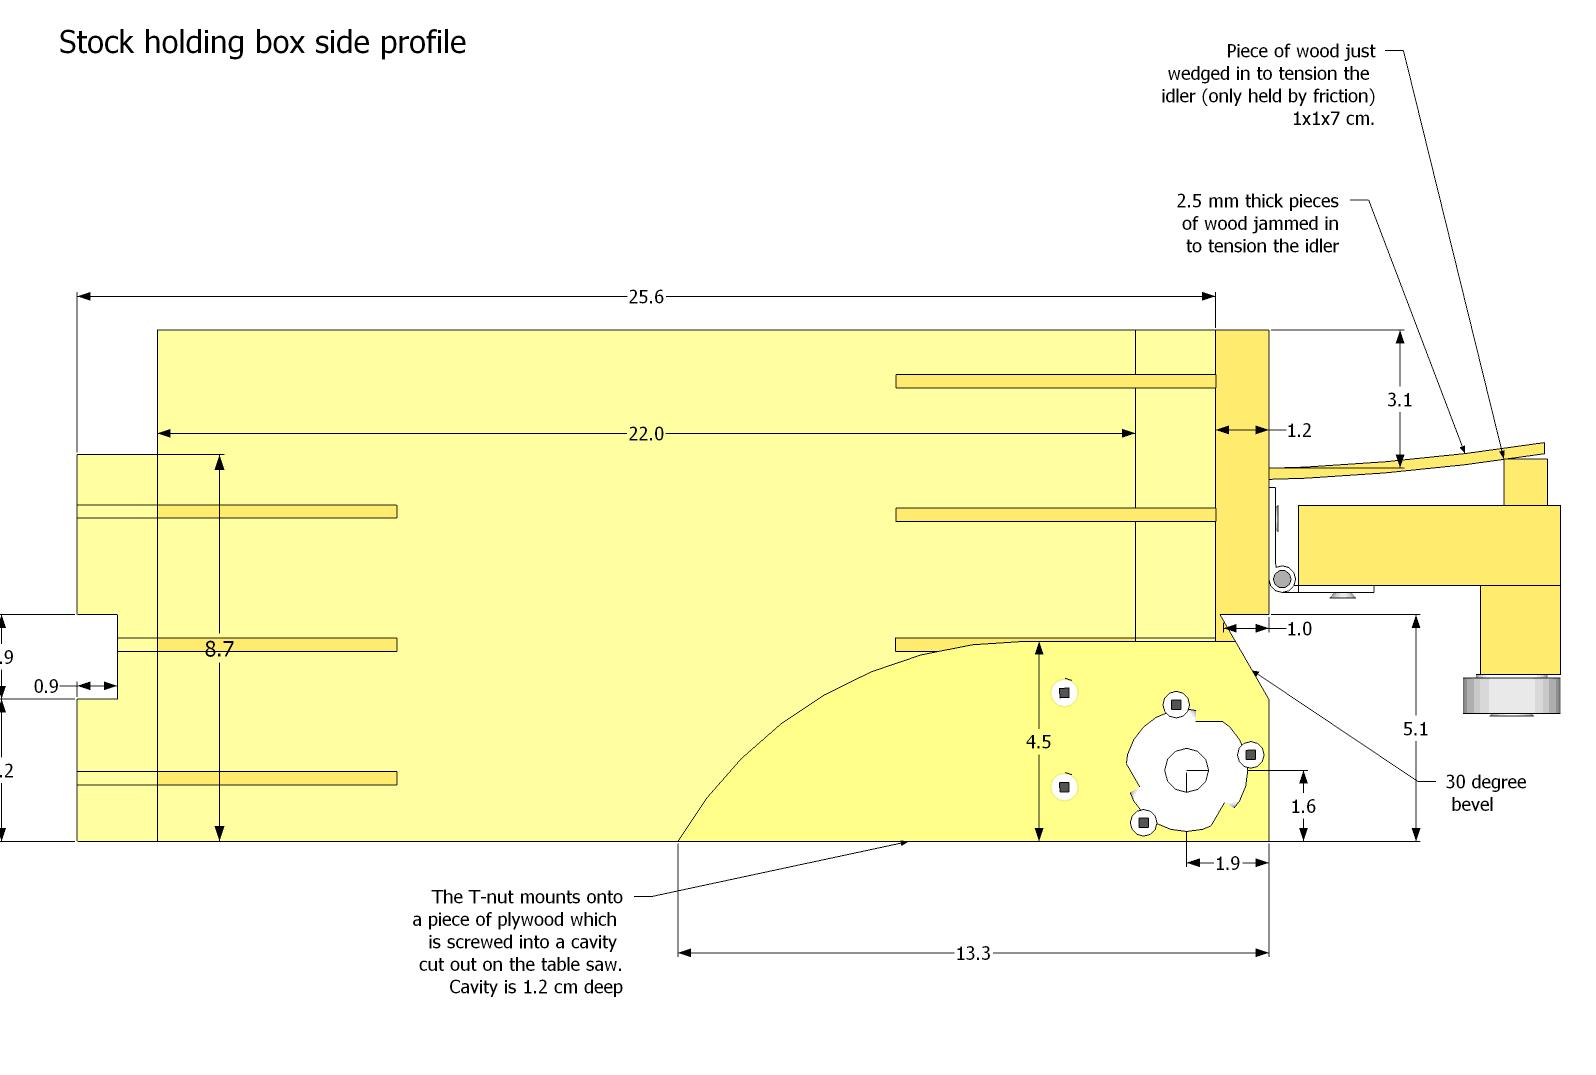 Stock holding box side profile
Piece of wood just
wedged in to tension the
idler (only held by friction)
1x1x7 cm.
2.5 mm thick pieces
of wood jammed in
to tension the idler
25.6
3.1
22.0
1.2
1.0
8.7
.9
0.9
5.1
4.5
.2
30 degree
bevel
1.6
1.9
The T-nut mounts onto
a piece of plywood which
is screwed into a cavity
cut out on the table saw.
Cavity is 1.2 cm deep
13.3